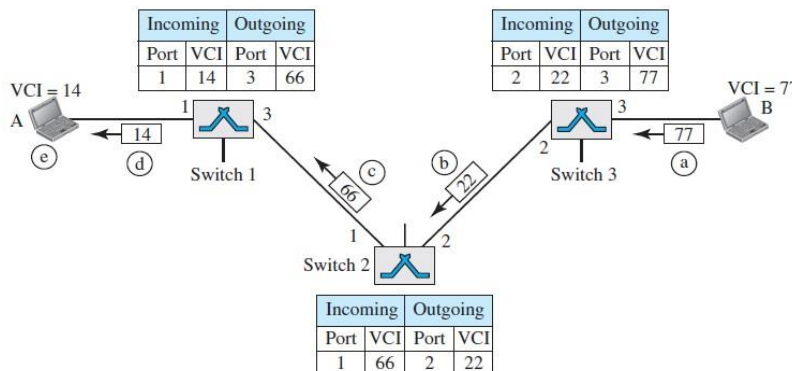 Incoming Outgoing
Port VCI Port VCI
1 14 3 66
Incoming Outgoing
Port VCI Port VCI
2 22 3 77
VCI = 14
VCI = 77
A
1
3
14
e
d
Switch 1
c
66
b
22
2
3
B
77
a
Switch 3
1
2
Switch 2
Incoming Outgoing
Port VCI Port VCI
1 66 2 22